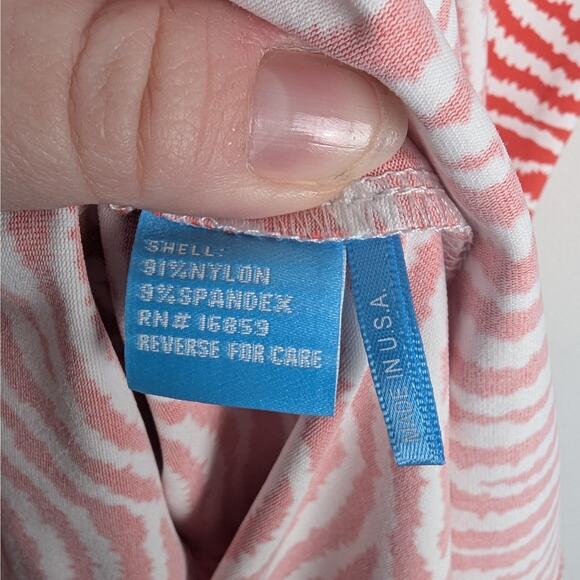 SHELL:
91%NYLON
9%SPANDEX
RN# 16859
REVERSE FOR CARE
MADE IN U.S.A.